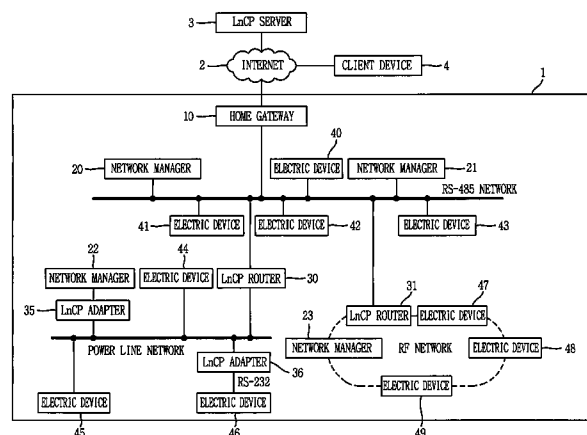 3 LnCP SERVER
2 INTERNET
CLIENT DEVICE 4
1
10 HOME GATEWAY
40
20 NETWORK MANAGER
ELECTRIC DEVICE
NETWORK MANAGER 21
RS-485 NETWORK
41 ELECTRIC DEVICE
ELECTRIC DEVICE 42
ELECTRIC DEVICE 43
22
44
NETWORK MANAGER
ELECTRIC DEVICE
LnCP ROUTER 30
35 LnCP ADAPTER
31
47
23
LnCP ROUTER
ELECTRIC DEVICE
NETWORK MANAGER
RF NETWORK
ELECTRIC DEVICE 48
POWER LINE NETWORK
LnCP ADAPTER 36
RS-232
ELECTRIC DEVICE
45
ELECTRIC DEVICE
46
ELECTRIC DEVICE
49